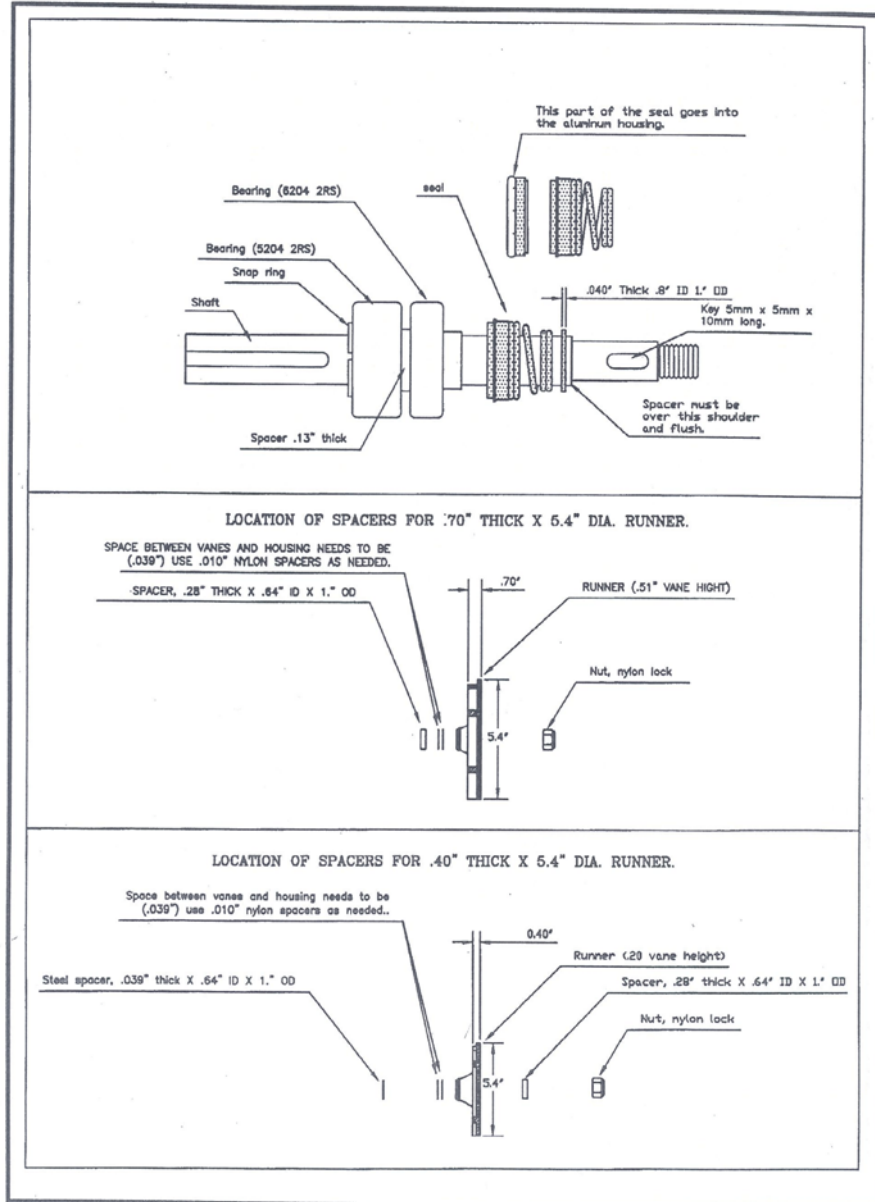 This part of the seal goes into
the aluminum housing.
Bearing (6204 2RS)
seal
Bearing (5204 2RS)
Snap ring
Shaft
.040" Thick .8" ID 1." OD
Key 5mm x 5mm x
10mm long.
Spacer must be
over this shoulder
and flush.
Spacer .13" thick
LOCATION OF SPACERS FOR .70" THICK X 5.4" DIA. RUNNER.
SPACE BETWEEN VANES AND HOUSING NEEDS TO BE
(.039") USE .010" NYLON SPACERS AS NEEDED.
SPACER, .28" THICK X .64" ID X 1." OD
.70"
RUNNER (.51" VANE HIGHT)
Nut, nylon lock
5.4"
LOCATION OF SPACERS FOR .40" THICK X 5.4" DIA. RUNNER.
Space between vanes and housing needs to be
(.039") use .010" nylon spacers as needed..
0.40"
Runner (.20 vane height)
Steel spacer, .039" thick X .64" ID X 1." OD
Spacer, .28" thick X .64" ID X 1." OD
Nut, nylon lock
5.4"